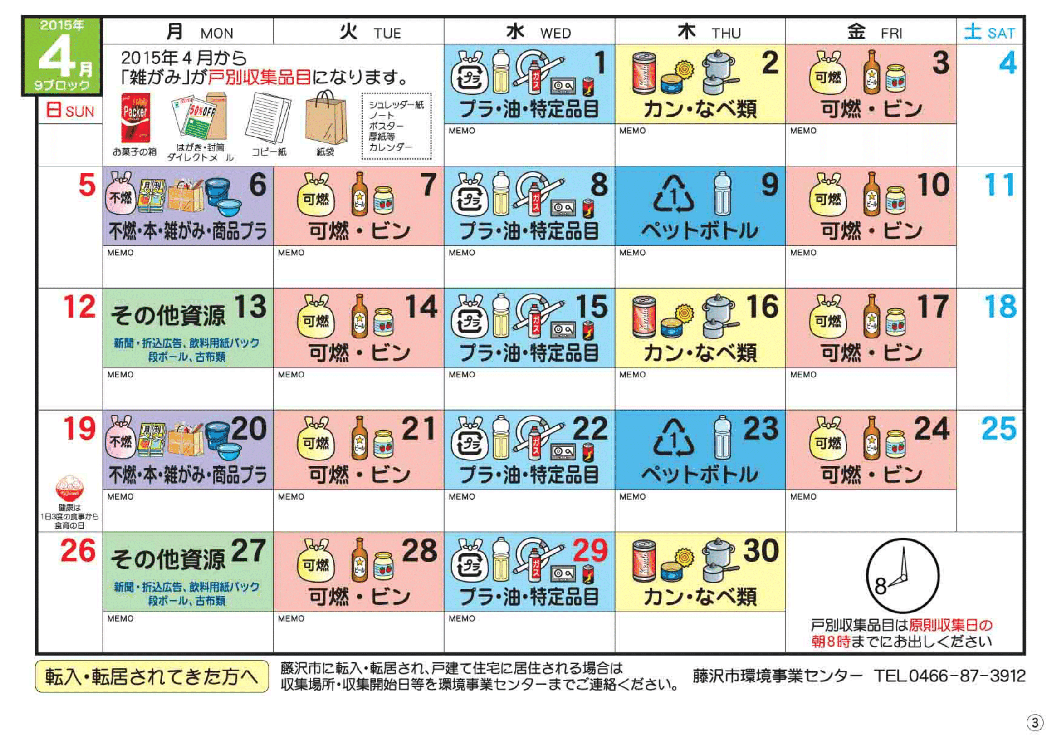 2015年
4月
9ブロック
日 SUN
月 MON
火 TUE
水 WED
木 THU
金 FRI
土 SAT
2015年4月から
「雑がみ」が戸別収集品目になります。
お菓子の箱
はがき・封筒
ダイレクトメール
コピー紙
紙袋
シュレッダー紙
ノート
ポスター
厚紙等
カレンダー
1
プラ・油・特定品目
MEMO
2
カン・なべ類
MEMO
可燃
3
可燃・ビン
MEMO
4
5
不燃
6
不燃・本・雑がみ・商品プラ
MEMO
可燃
7
可燃・ビン
MEMO
8
プラ・油・特定品目
MEMO
1
9
ペットボトル
MEMO
可燃
10
可燃・ビン
MEMO
11
12
その他資源 13
新聞・折込広告、飲料用紙パック
段ボール、古布類
MEMO
可燃
14
可燃・ビン
MEMO
15
プラ・油・特定品目
MEMO
16
カン・なべ類
MEMO
可燃
17
可燃・ビン
MEMO
18
19
健康は
1日3度の食事から
食育の日
不燃
20
不燃・本・雑がみ・商品プラ
MEMO
可燃
21
可燃・ビン
MEMO
22
プラ・油・特定品目
MEMO
1
23
ペットボトル
MEMO
可燃
24
可燃・ビン
MEMO
25
26
その他資源 27
新聞・折込広告、飲料用紙パック
段ボール、古布類
MEMO
可燃
28
可燃・ビン
MEMO
29
プラ・油・特定品目
MEMO
30
カン・なべ類
MEMO
8
戸別収集品目は原則収集日の
朝8時までにお出しください
転入・転居されてきた方へ
藤沢市に転入・転居され、戸建て住宅に居住される場合は
収集場所・収集開始日等を環境事業センターまでご連絡ください。
藤沢市環境事業センター TEL0466-87-3912
③